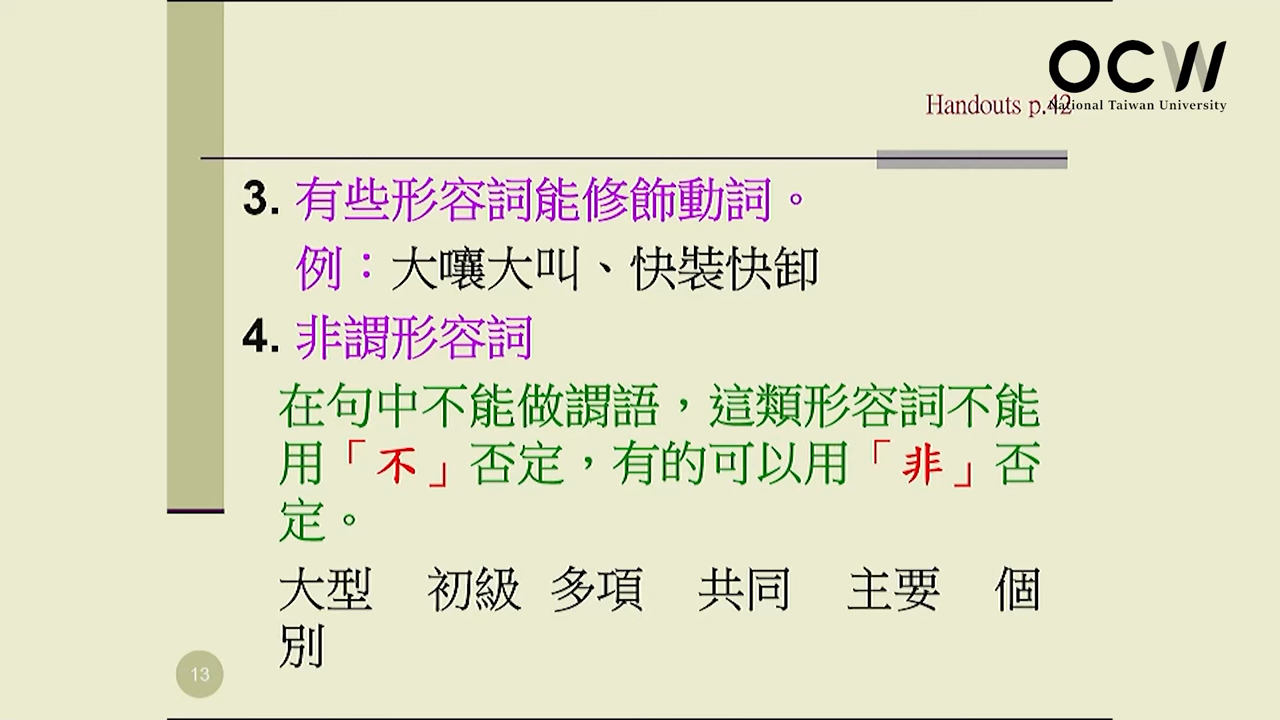 OCW
National Taiwan University
Handouts p.42
3. 有些形容詞能修飾動詞。
例：大嚷大叫、快裝快卸
4. 非謂形容詞
在句中不能做謂語，這類形容詞不能
用「不」否定，有的可以用「非」否
定。
大型 初級 多項 共同 主要 個
別
13